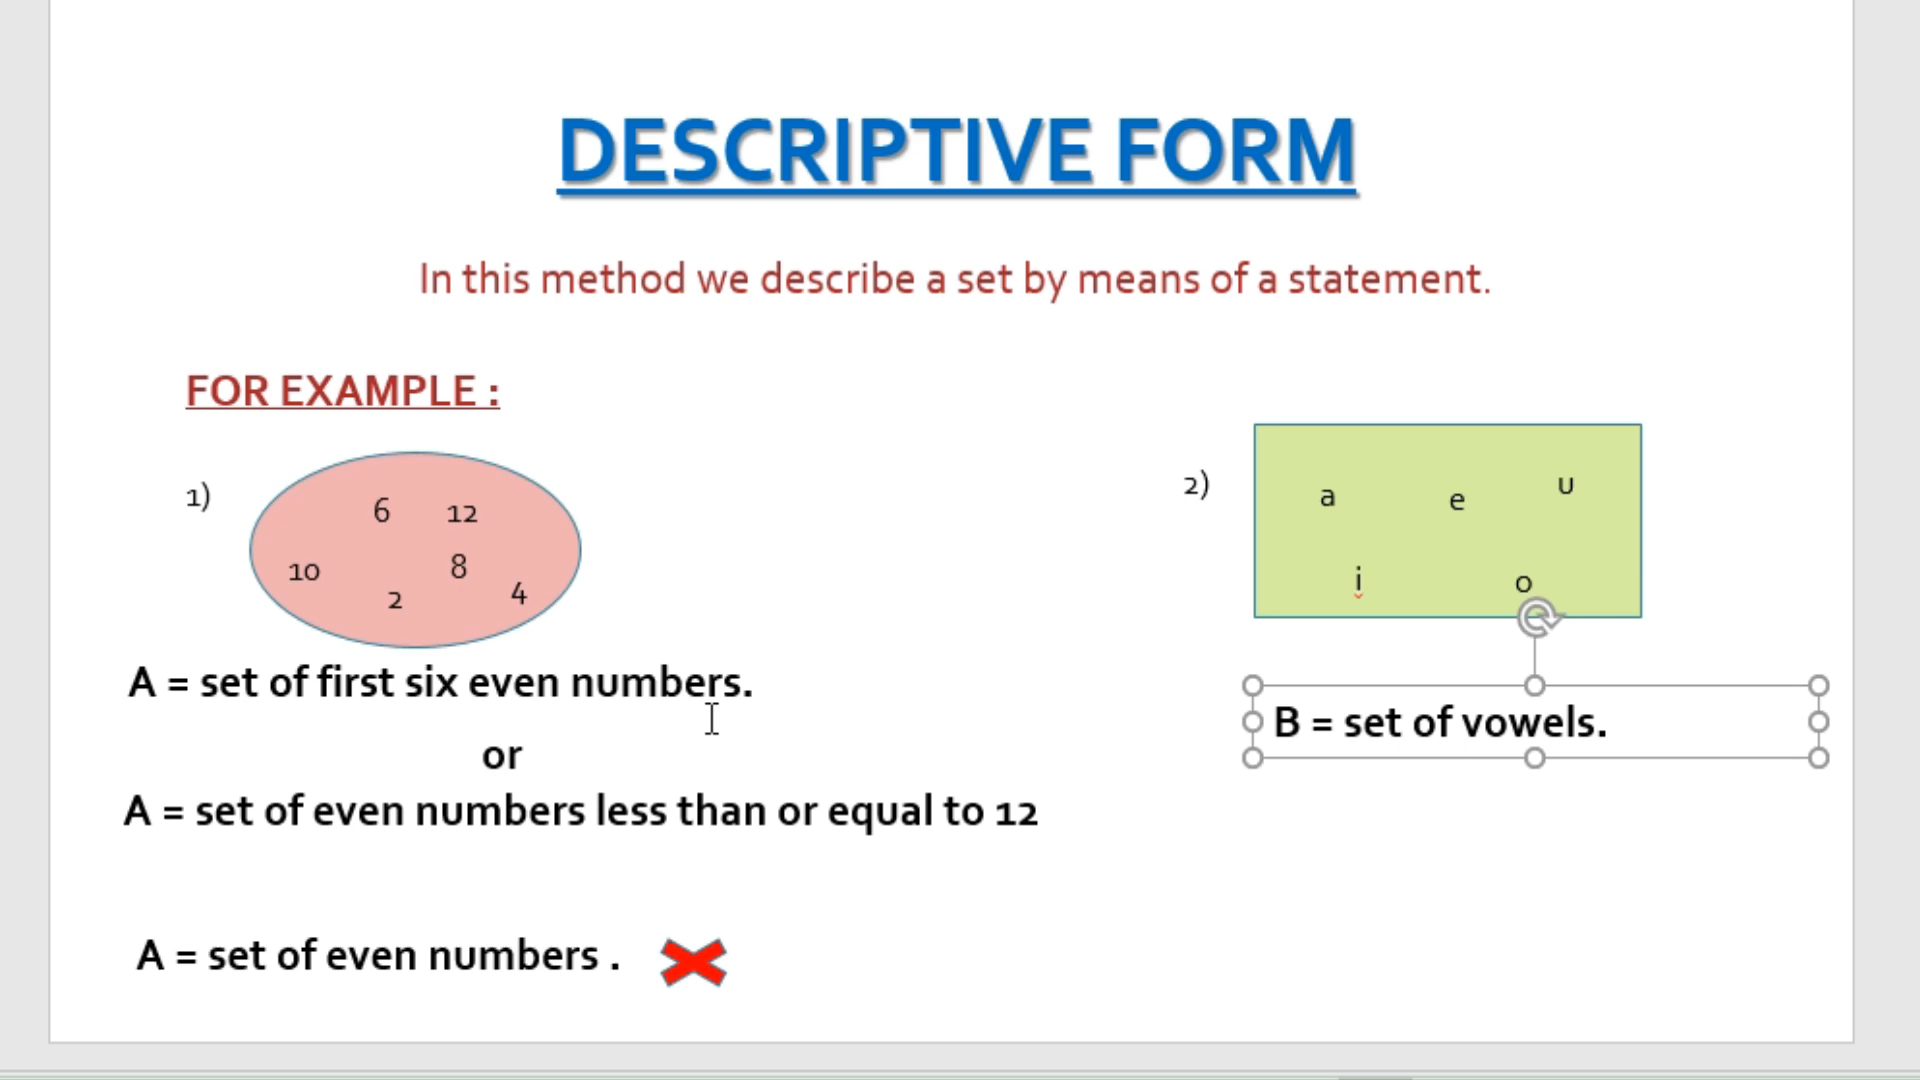 DESCRIPTIVE FORM
In this method we describe a set by means of a statement.
FOR EXAMPLE :
1)
6 12
10 8
2 4
A = set of first six even numbers.
or
A = set of even numbers less than or equal to 12
A = set of even numbers .
2)
a e u
i o
B = set of vowels.